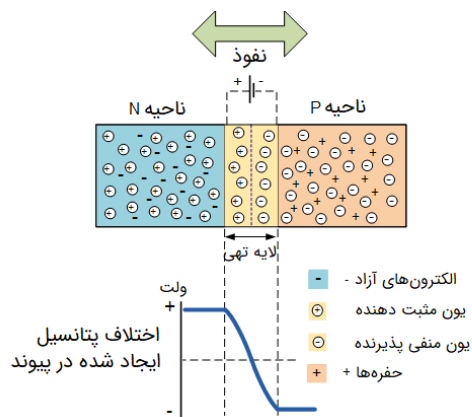 نفوذ
+ -
ناحیه N
ناحیه P
لایه تهی
ولت
+
-
اختلاف پتانسیل
ایجاد شده در پیوند
الکترون‌های آزاد -
یون مثبت دهنده
یون منفی پذیرنده
حفره‌ها +